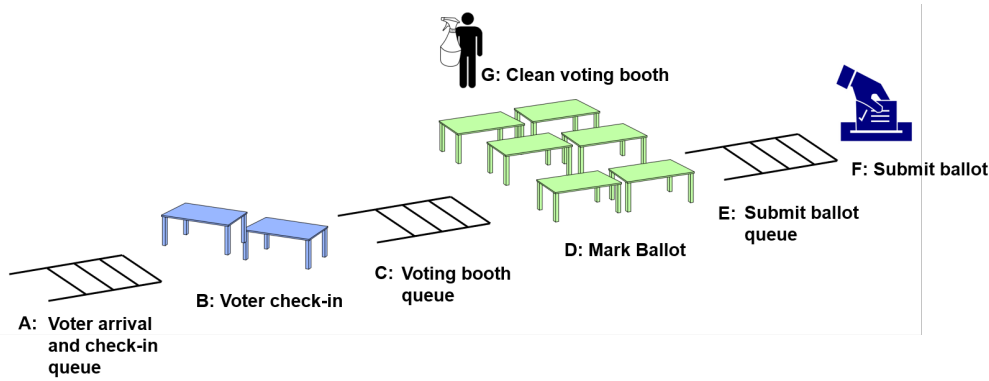 A: Voter arrival
and check-in
queue
B: Voter check-in
C: Voting booth
queue
D: Mark Ballot
G: Clean voting booth
E: Submit ballot
queue
F: Submit ballot